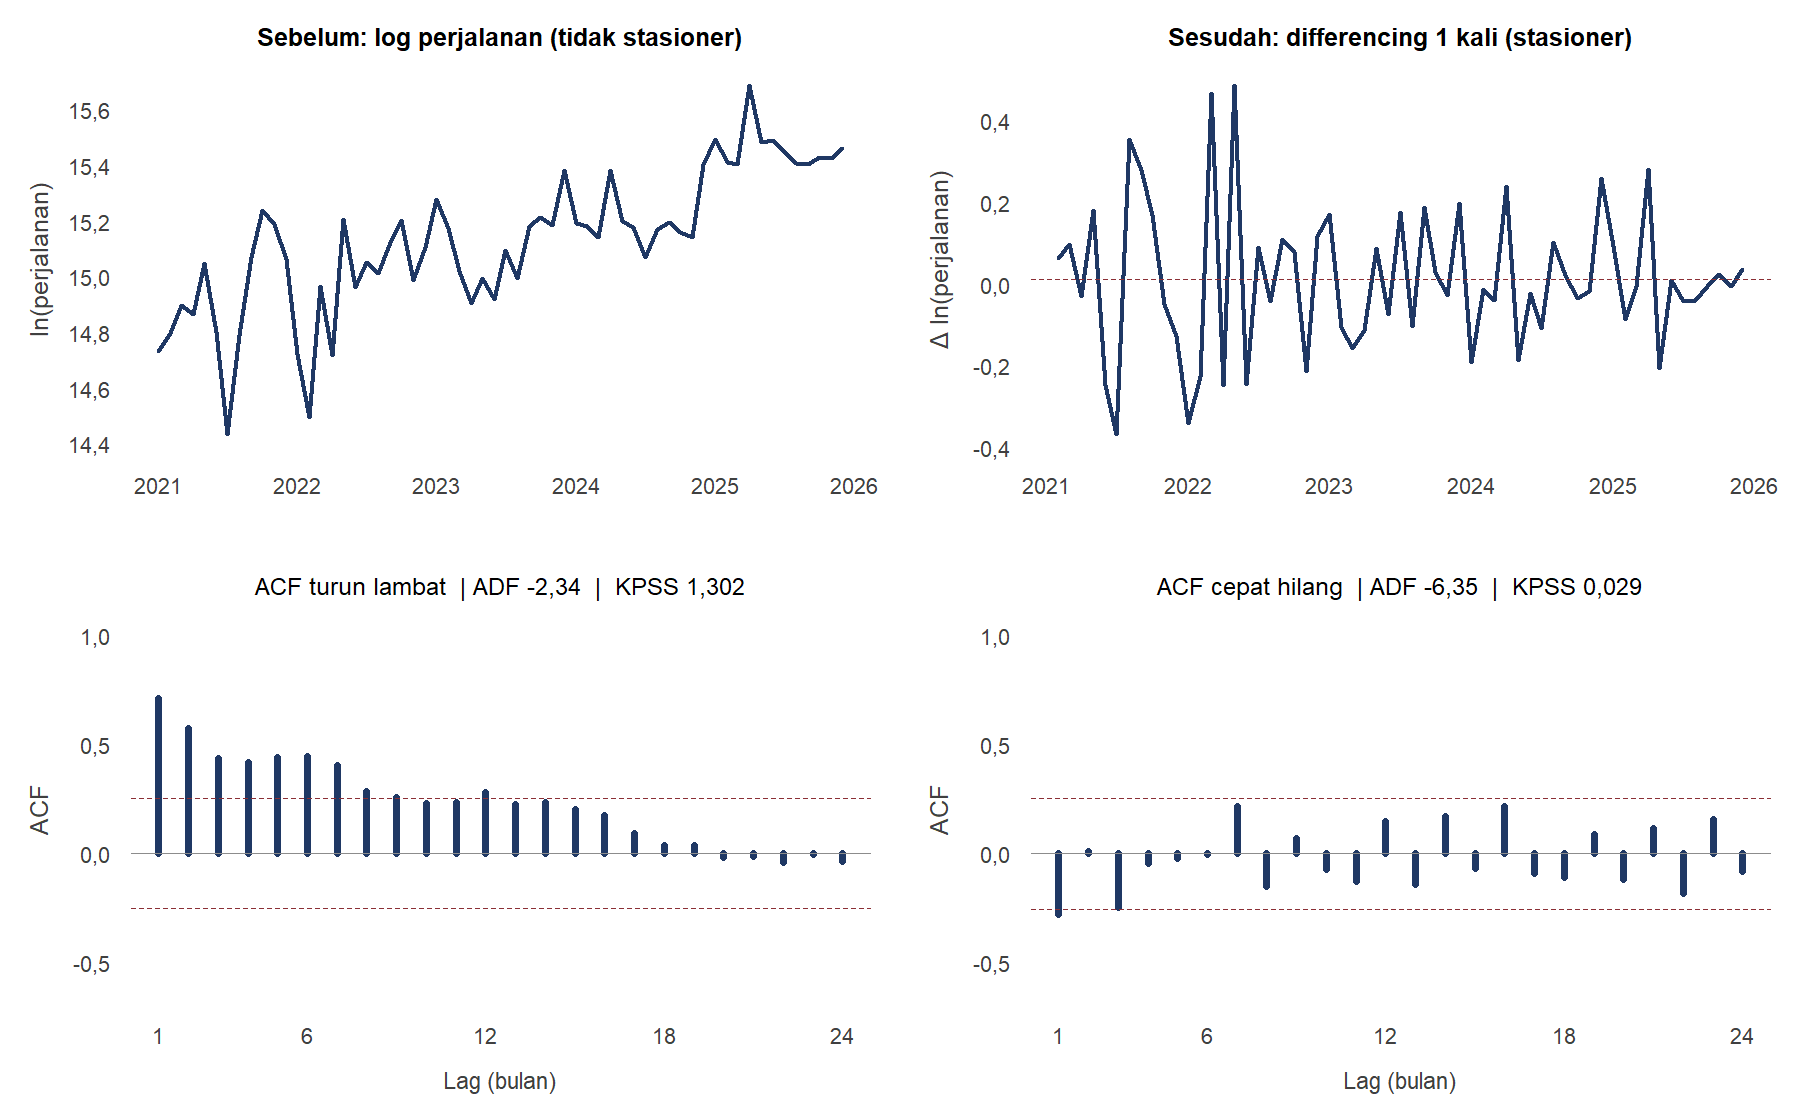 Sebelum: log perjalanan (tidak stasioner)
ln(perjalanan)
15,6
15,4
15,2
15,0
14,8
14,6
14,4
2021 2022 2023 2024 2025 2026
Sesudah: differencing 1 kali (stasioner)
Δ ln(perjalanan)
0,4
0,2
0,0
-0,2
-0,4
2021 2022 2023 2024 2025 2026
ACF turun lambat | ADF -2,34 | KPSS 1,302
ACF
1,0
0,5
0,0
-0,5
1 6 12 18 24
Lag (bulan)
ACF cepat hilang | ADF -6,35 | KPSS 0,029
ACF
1,0
0,5
0,0
-0,5
1 6 12 18 24
Lag (bulan)